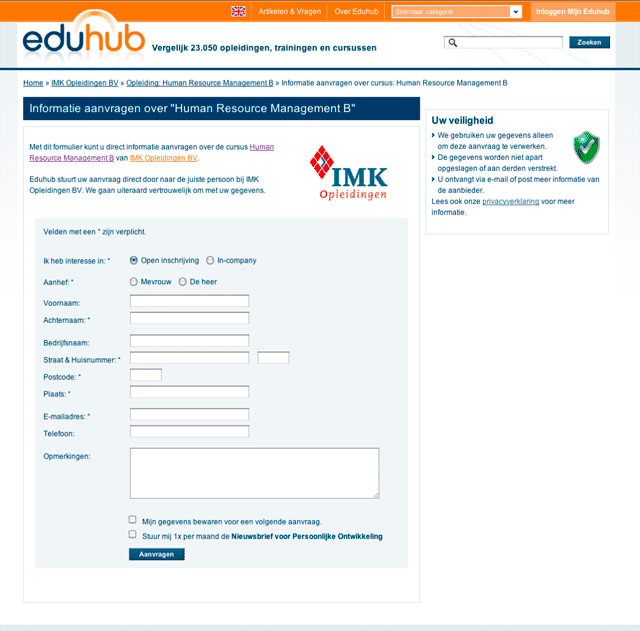 Artikelen & Vragen
Over Eduhub
Snel naar categorie
Inloggen Mijn Eduhub
eduhub
Vergelijk 23.050 opleidingen, trainingen en cursussen
Zoeken
Home » IMK Opleidingen BV » Opleiding: Human Resource Management B » Informatie aanvragen over cursus: Human Resource Management B
Informatie aanvragen over "Human Resource Management B"
Met dit formulier kunt u direct informatie aanvragen over de cursus Human
Resource Management B van IMK Opleidingen BV.
Eduhub stuurt uw aanvraag direct door naar de juiste persoon bij IMK
Opleidingen BV. We gaan uiteraard vertrouwelijk om met uw gegevens.
IMK
Opleidingen
Velden met een * zijn verplicht.
Ik heb interesse in: * Open inschrijving In-company
Aanhef: * Mevrouw De heer
Voornaam:
Achternaam: *
Bedrijfsnaam:
Straat & Huisnummer: *
Postcode: *
Plaats: *
E-mailadres: *
Telefoon:
Opmerkingen:
Mijn gegevens bewaren voor een volgende aanvraag.
Stuur mij 1x per maand de Nieuwsbrief voor Persoonlijke Ontwikkeling
Aanvragen
Uw veiligheid
We gebruiken uw gegevens alleen
om deze aanvraag te verwerken.
De gegevens worden niet apart
opgeslagen of aan derden verstrekt.
U ontvangt via e-mail of post meer informatie van
de aanbieder.
Lees ook onze privacyverklaring voor meer
informatie.